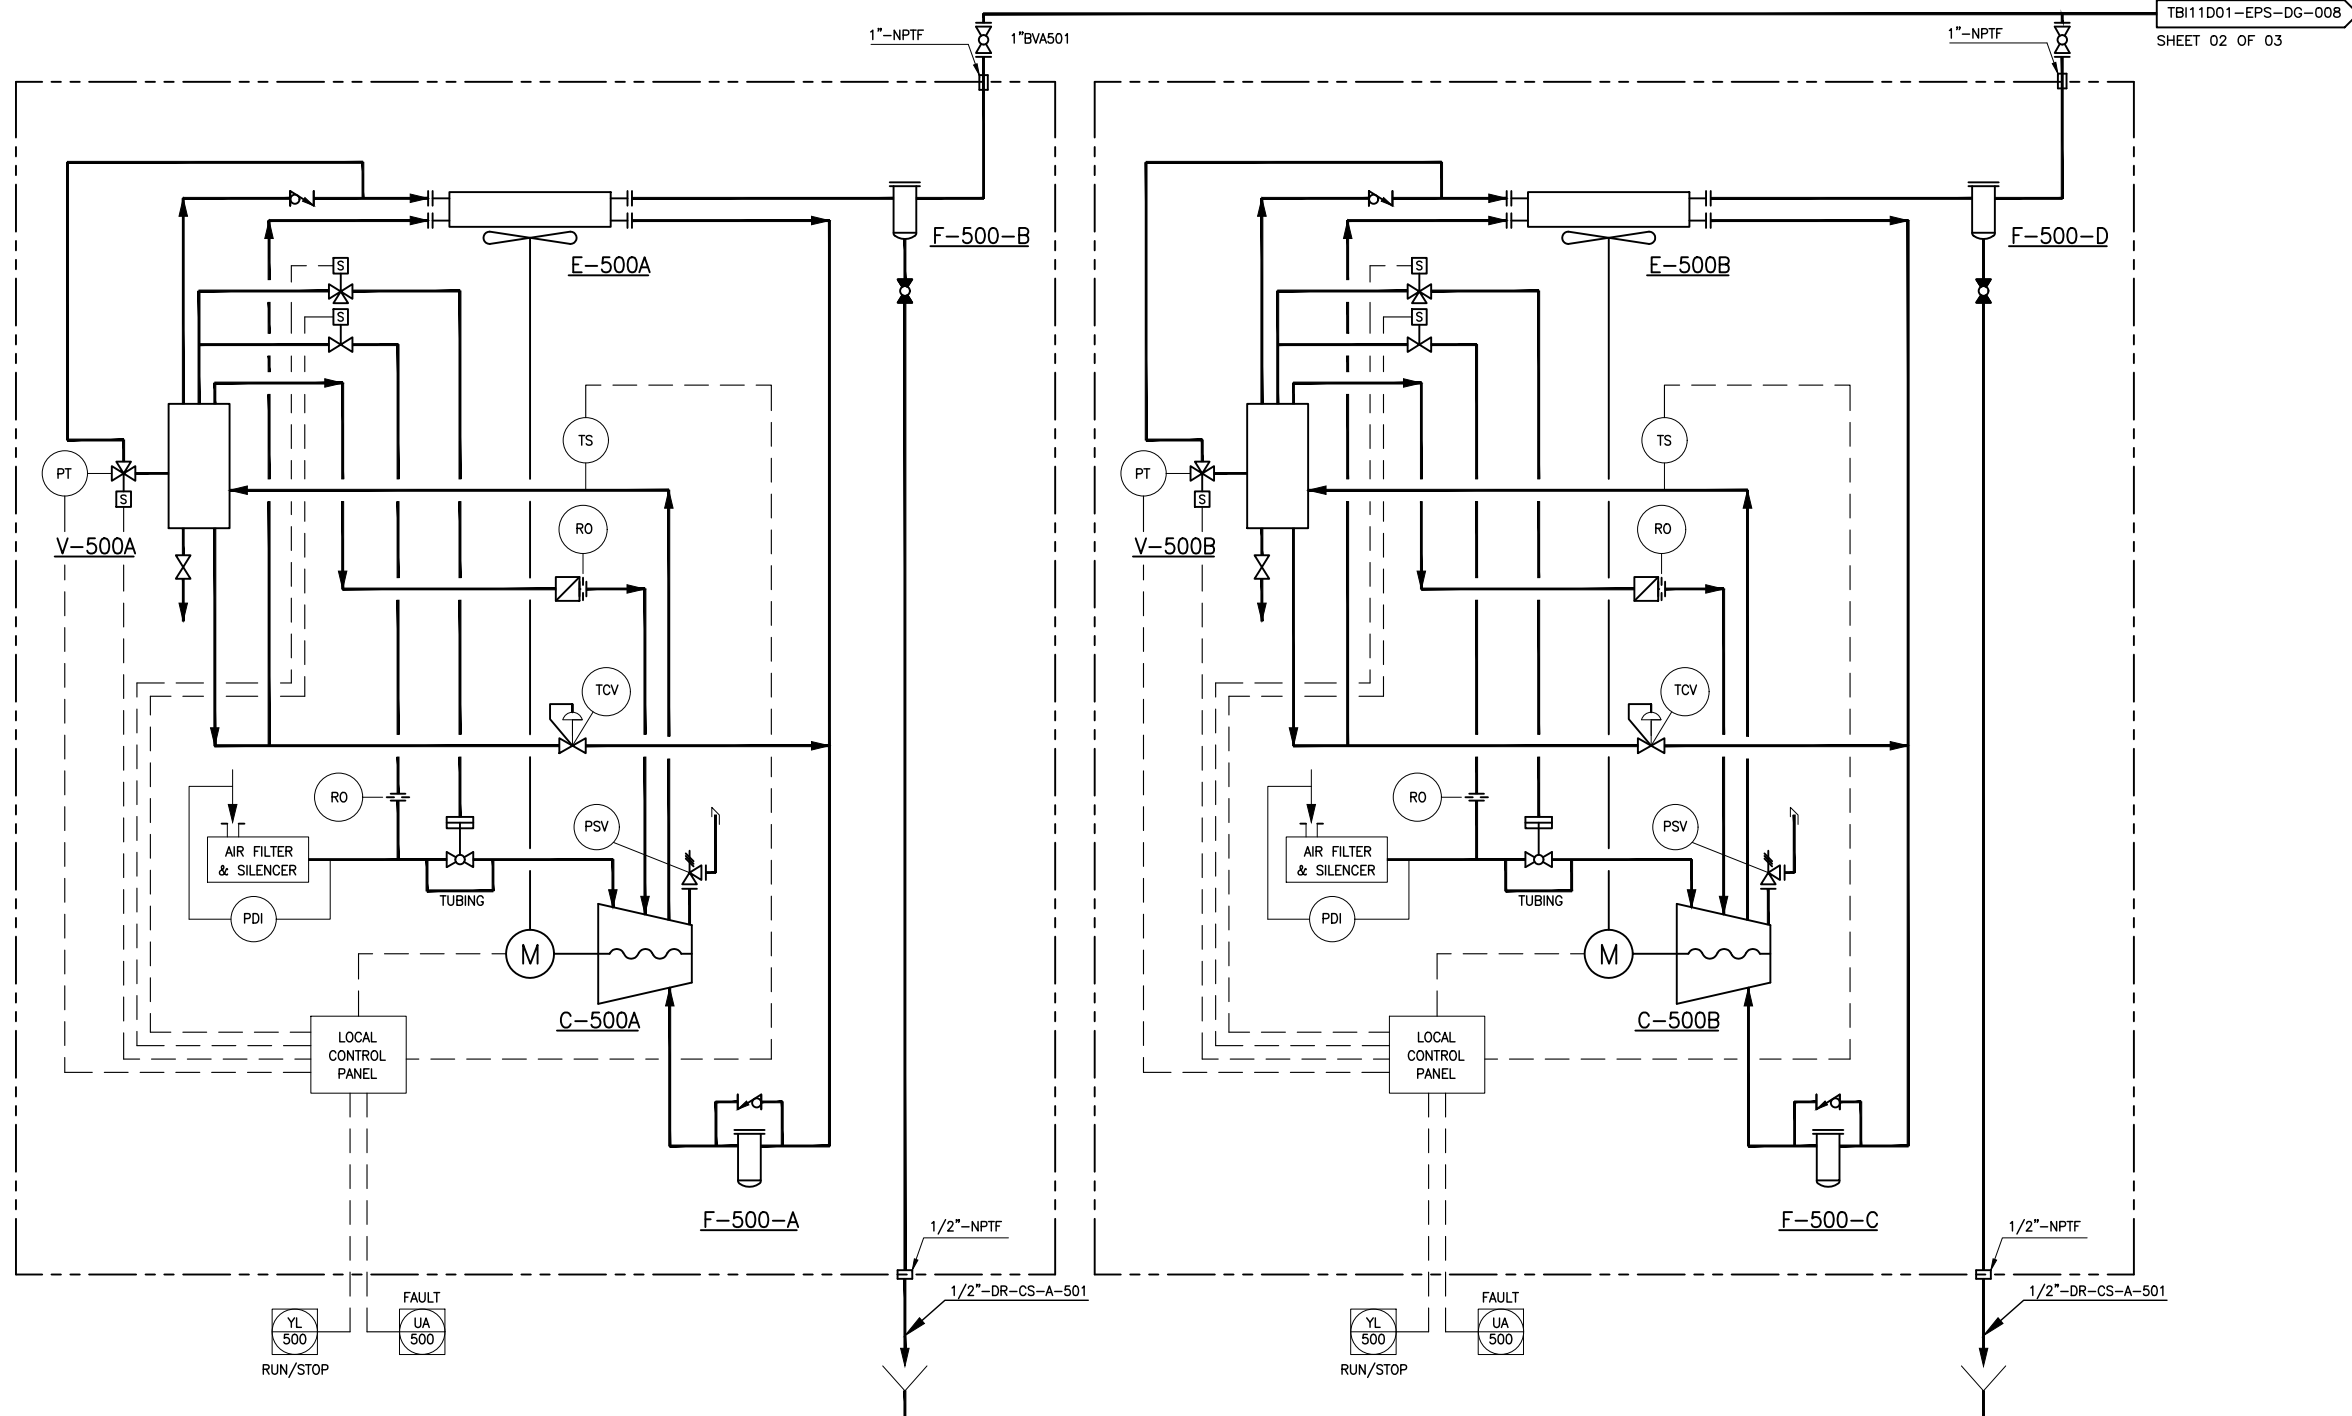 TBI11D01-EPS-DG-008
SHEET 02 OF 03
1"-NPTF
1"BVA501
1"-NPTF
F-500-B
E-500A
S
S
TS
PT
S
V-500A
RO
TCV
RO
PSV
AIR FILTER
& SILENCER
TUBING
PDI
M
C-500A
LOCAL
CONTROL
PANEL
F-500-A
1/2"-NPTF
1/2"-DR-CS-A-501
FAULT
YL
500
UA
500
RUN/STOP
F-500-D
E-500B
S
S
TS
PT
S
V-500B
RO
TCV
RO
PSV
AIR FILTER
& SILENCER
TUBING
PDI
M
C-500B
LOCAL
CONTROL
PANEL
F-500-C
1/2"-NPTF
1/2"-DR-CS-A-501
FAULT
YL
500
UA
500
RUN/STOP